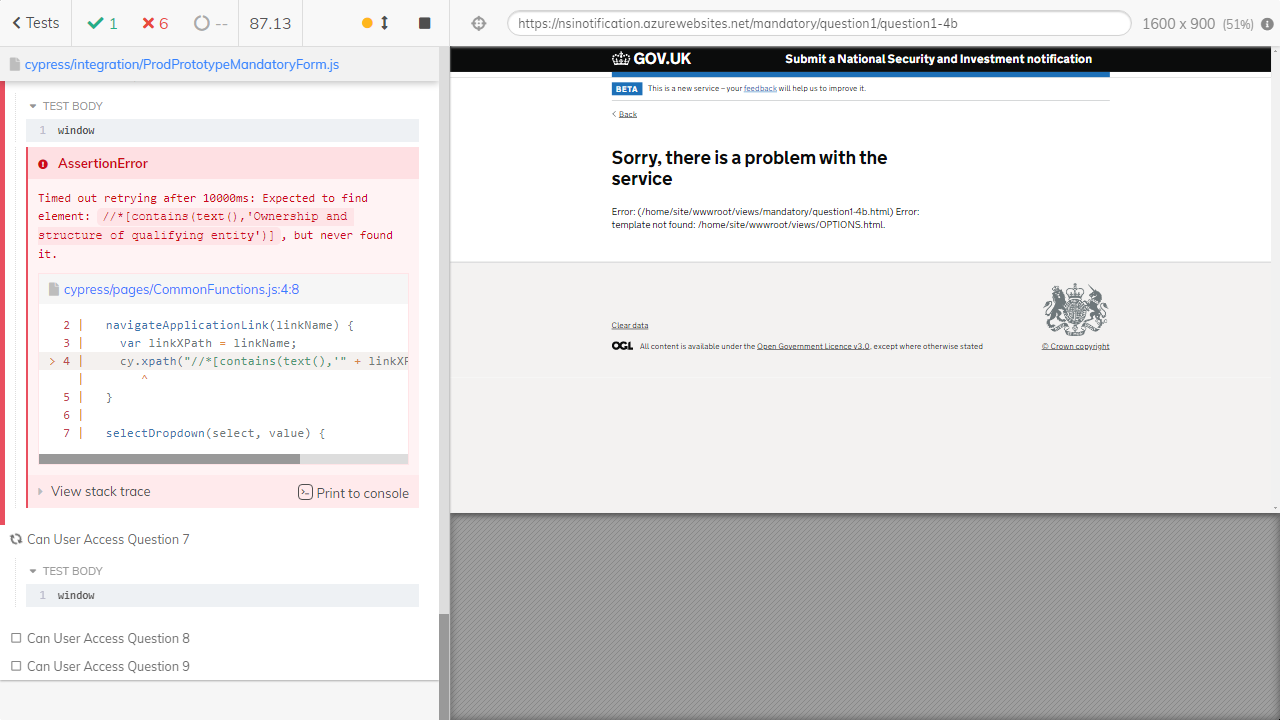 Tests 1 6 -- 87.13
https://nsinotification.azurewebsites.net/mandatory/question1/question1-4b 1600 x 900 (51%)
cypress/integration/ProdPrototypeMandatoryForm.js
TEST BODY
1 window
AssertionError
Timed out retrying after 10000ms: Expected to find
element: //*[contains(text(),'Ownership and
structure of qualifying entity')], but never found
it.
cypress/pages/CommonFunctions.js:4:8
2 | navigateApplicationLink(linkName) {
3 | var linkXPath = linkName;
> 4 | cy.xpath("//*[contains(text(),'" + linkXP
| ^
5 | }
6 |
7 | selectDropdown(select, value) {
View stack trace
Print to console
Can User Access Question 7
TEST BODY
1 window
Can User Access Question 8
Can User Access Question 9
GOV.UK Submit a National Security and Investment notification
BETA This is a new service – your feedback will help us to improve it.
Back
Sorry, there is a problem with the
service
Error: (/home/site/wwwroot/views/mandatory/question1-4b.html) Error:
template not found: /home/site/wwwroot/views/OPTIONS.html.
Clear data
OGL All content is available under the Open Government Licence v3.0, except where otherwise stated
© Crown copyright